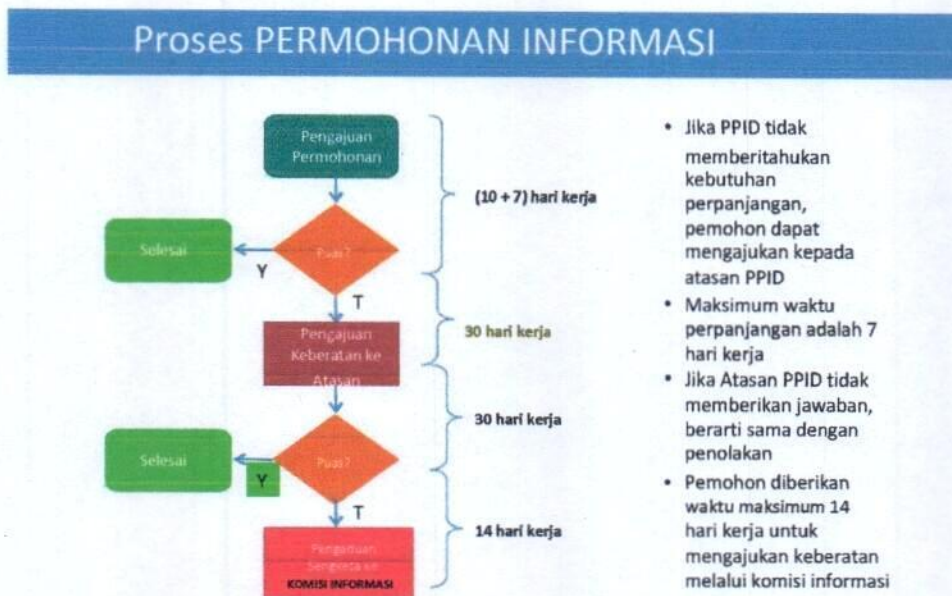 Proses PERMOHONAN INFORMASI
Pengajuan
Permohonan
(10 + 7) hari kerja
Puas?
Selesai
Y
T
Pengajuan
Keberatan ke
Atasan
30 hari kerja
30 hari kerja
Puas?
Selesai
Y
T
Pengaduan
Sengketa ke
KOMISI INFORMASI
14 hari kerja
• Jika PPID tidak
memberitahukan
kebutuhan
perpanjangan,
pemohon dapat
mengajukan kepada
atasan PPID
• Maksimum waktu
perpanjangan adalah 7
hari kerja
• Jika Atasan PPID tidak
memberikan jawaban,
berarti sama dengan
penolakan
• Pemohon diberikan
waktu maksimum 14
hari kerja untuk
mengajukan keberatan
melalui komisi informasi